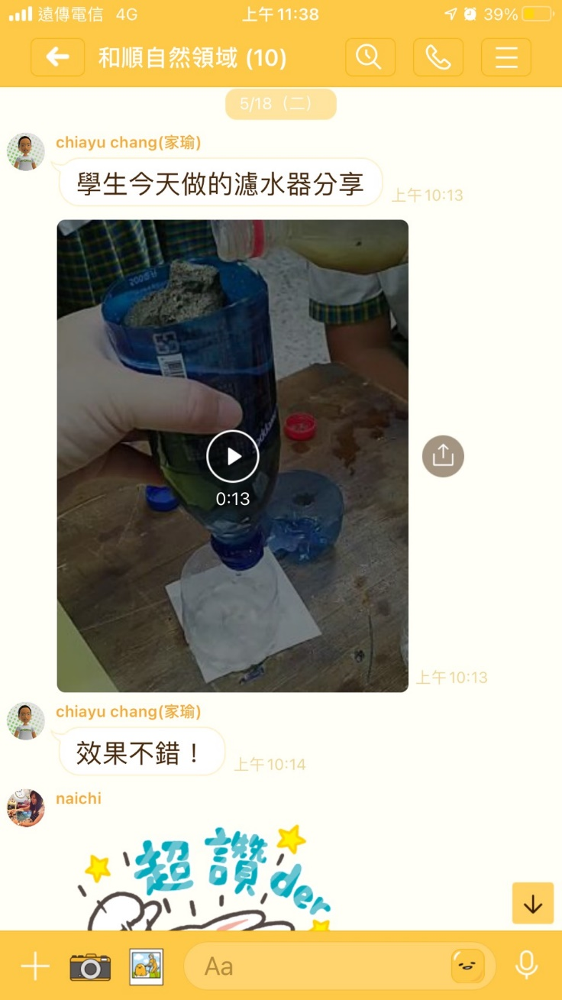 遠傳電信 4G 上午11:38 39%
和順自然領域 (10)
5/18（二）
chiayu chang(家瑜)
學生今天做的濾水器分享
上午10:13
0:13
上午10:13
chiayu chang(家瑜)
效果不錯！
上午10:14
naichi
超讚der
Aa